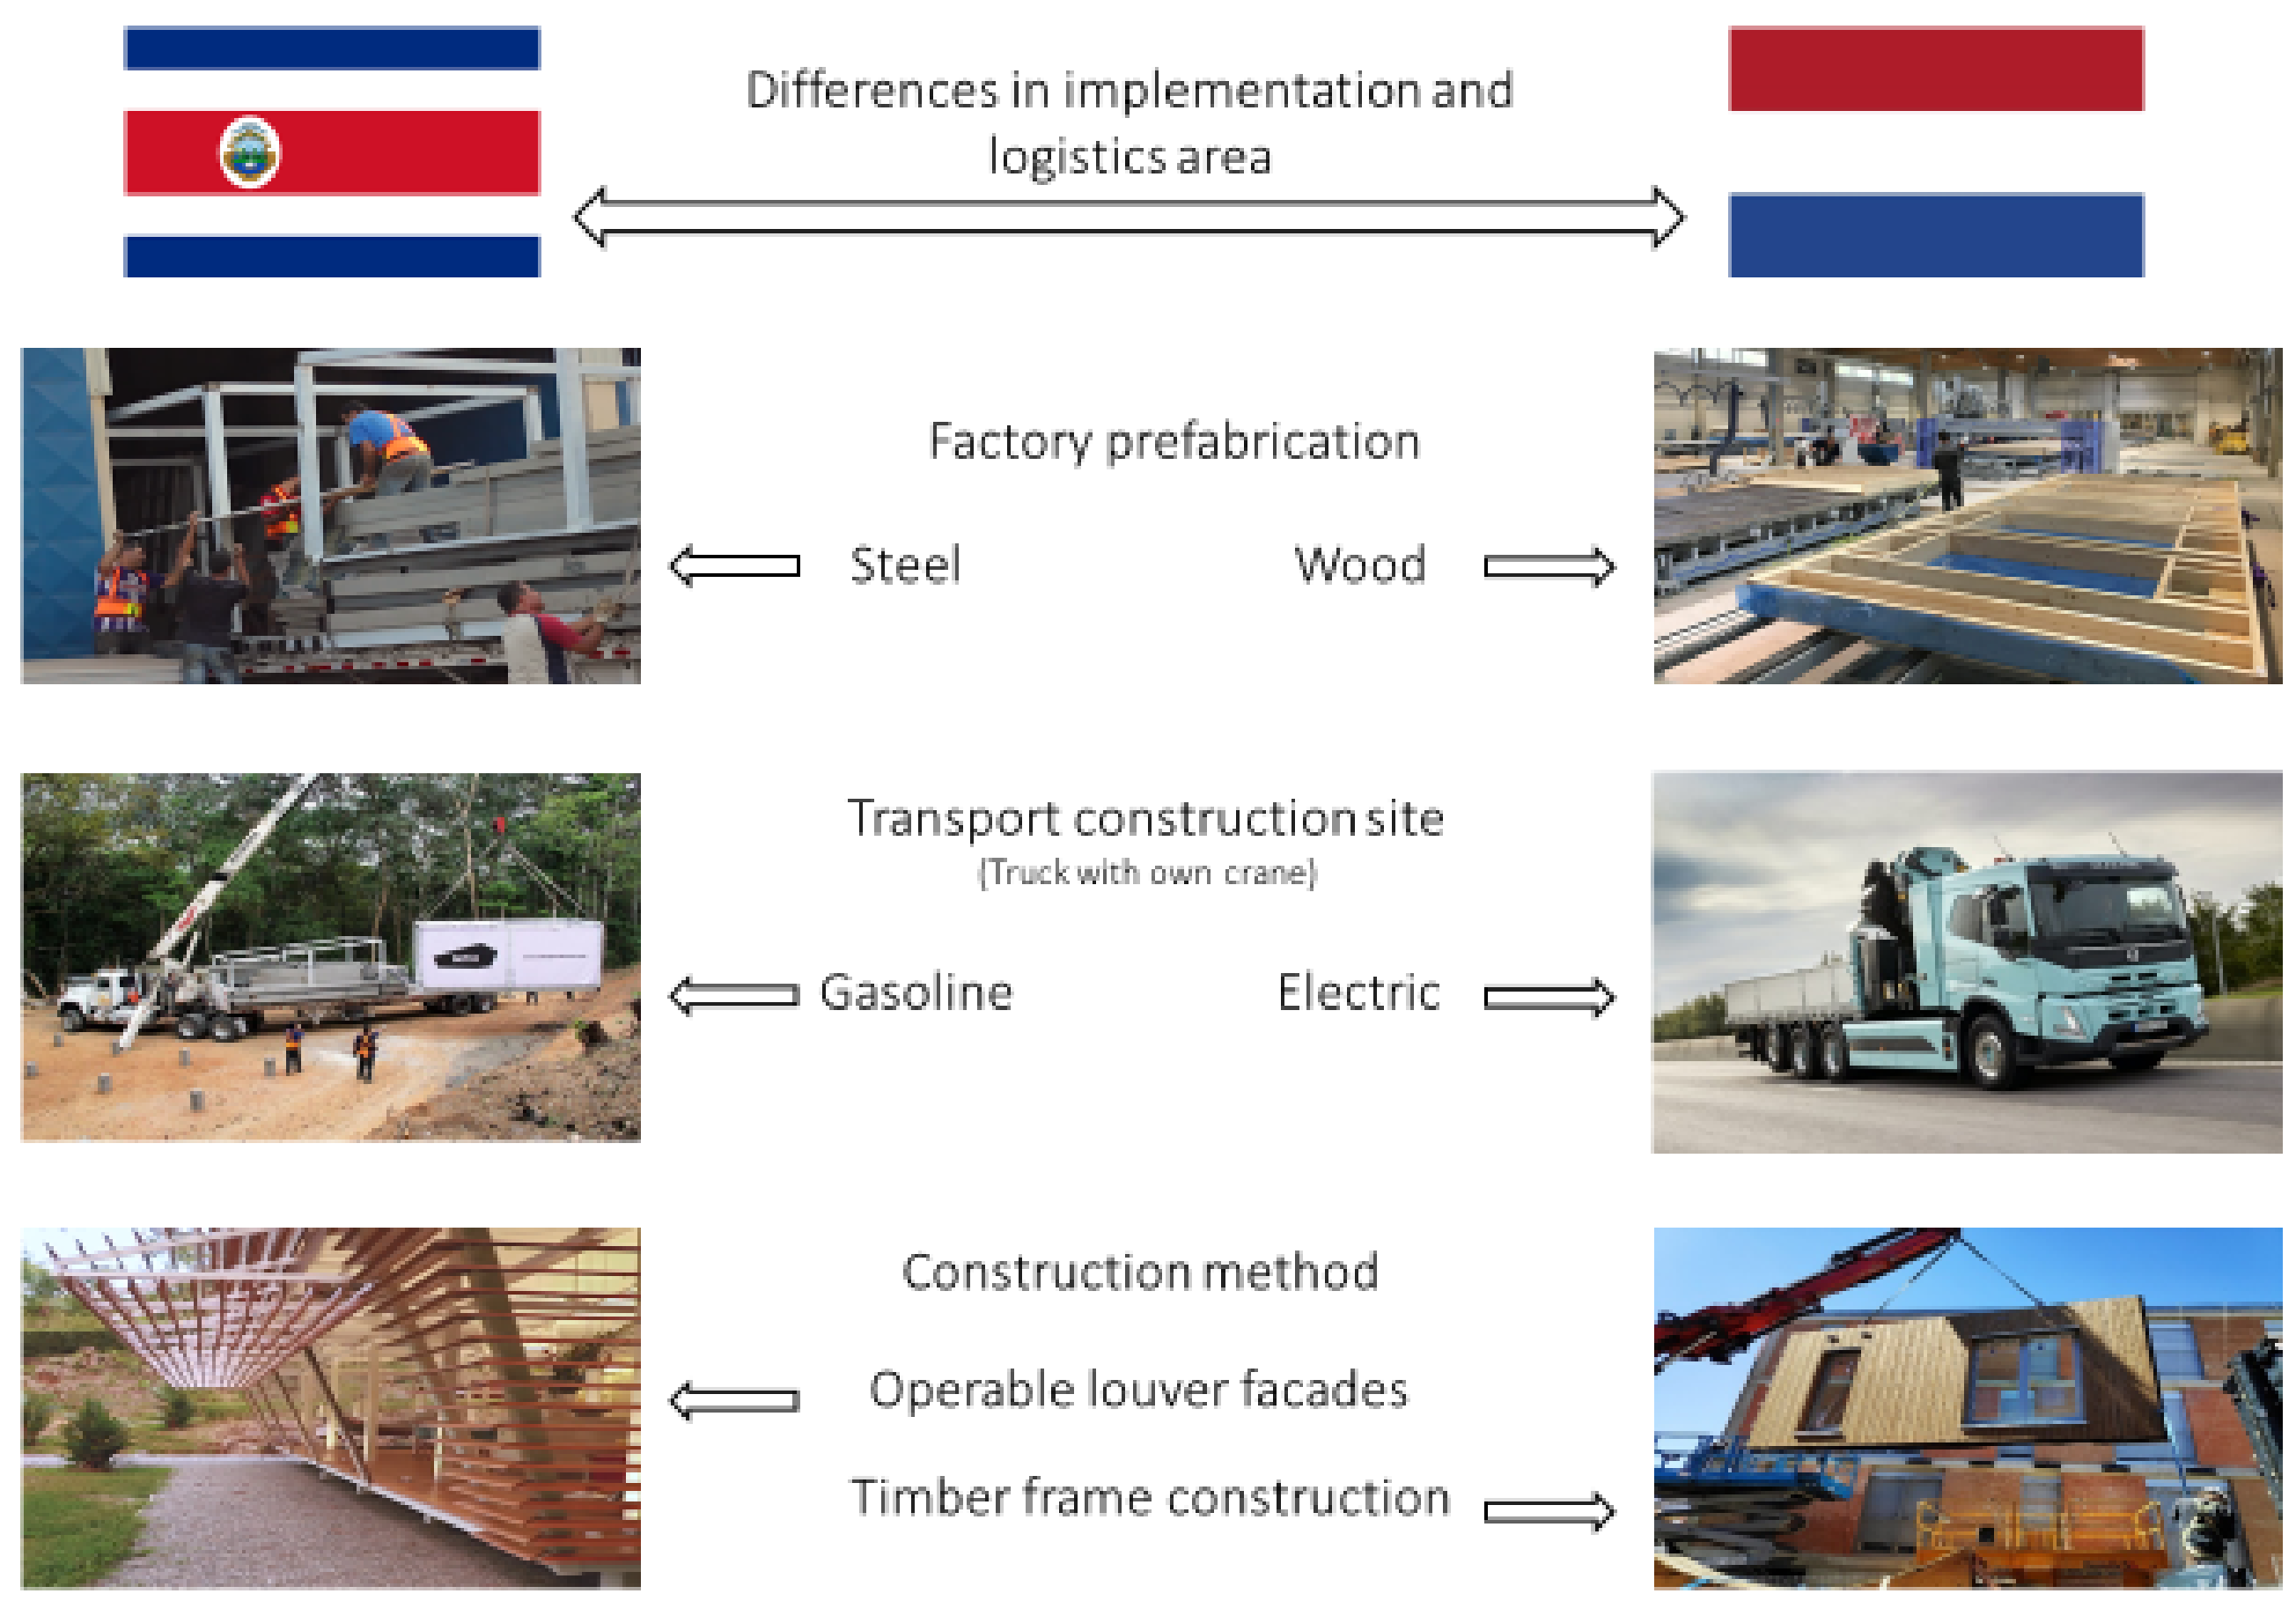 Differences in implementation and
logistics area
Factory prefabrication
Steel
Wood
Transport construction site
(Truck with own crane)
Gasoline
Electric
Construction method
Operable louver facades
Timber frame construction